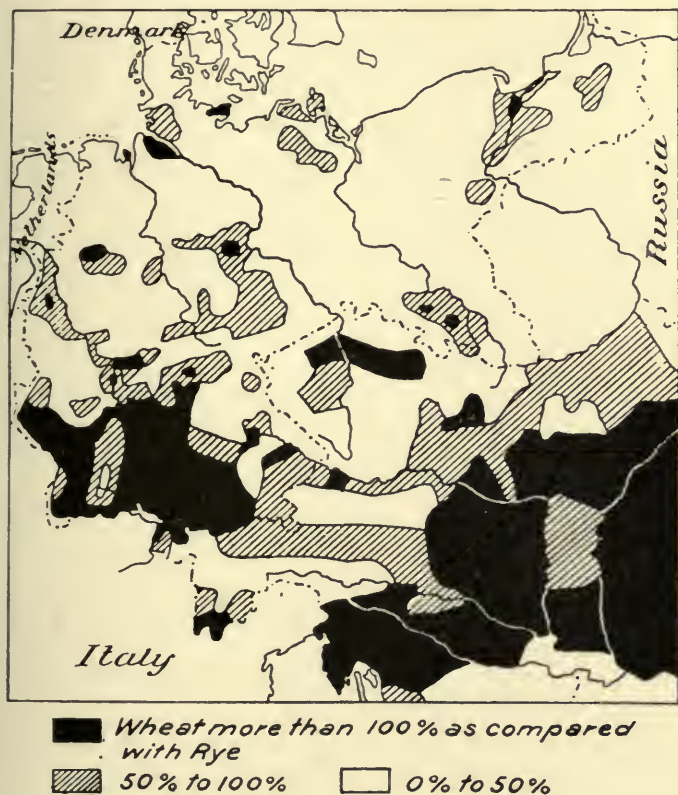 Denmark
Netherlands
Russia
Italy
Wheat more than 100% as compared
with Rye
50% to 100% 0% to 50%